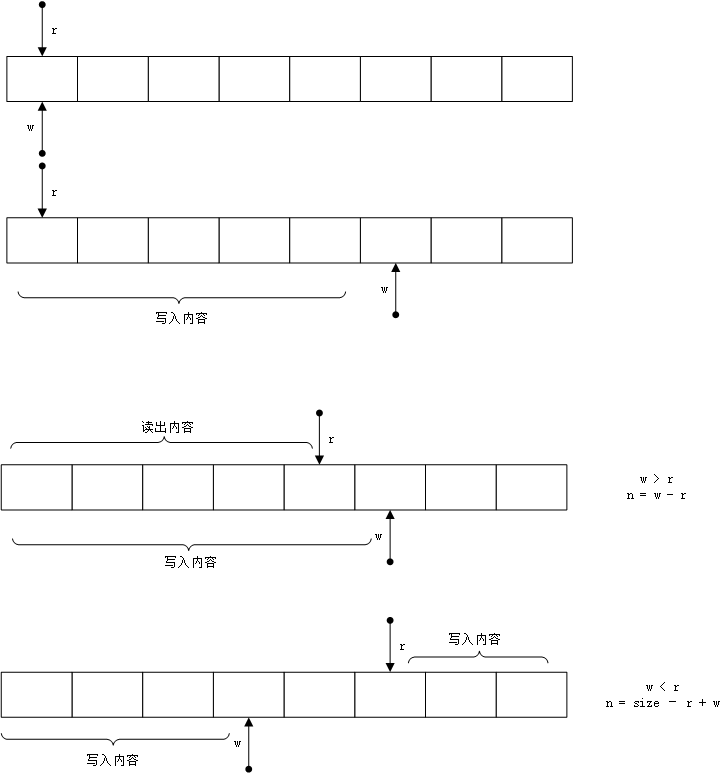 r
w
r
w
写入内容
读出内容
r
w > r
n = w - r
w
写入内容
写入内容
r
w < r
n = size - r + w
w
写入内容